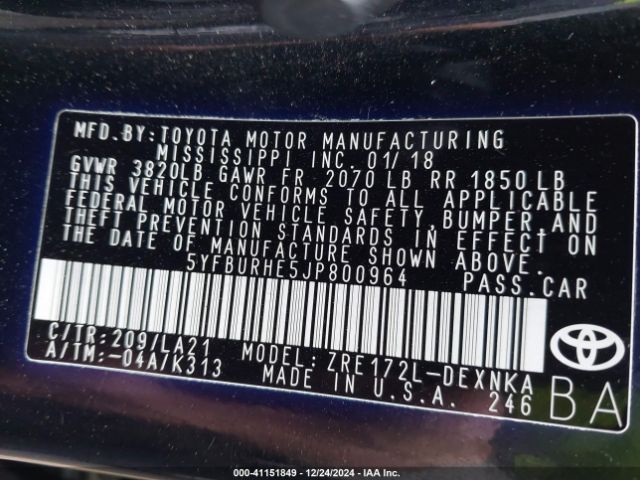 MFD.BY:TOYOTA MOTOR MANUFACTURING
MISSISSIPPI INC. 01/18
GVWR 3820LB GAWR FR 2070 LB RR 1850LB
THIS VEHICLE CONFORMS TO ALL APPLICABLE
FEDERAL MOTOR VEHICLE SAFETY,BUMPER,AND
THEFT PREVENTION STANDARDS IN EFFECT ON
THE DATE OF MANUFACTURE SHOWN ABOVE.
5YFBURHE5JP800964 PASS.CAR
C/TR:209/LA21 MODEL:ZRE172L-DEXNKA
A/TM:-04A/K313 MADE IN U.S.A. 246
BA
000-41151849 • 12/24/2024 • IAA Inc.